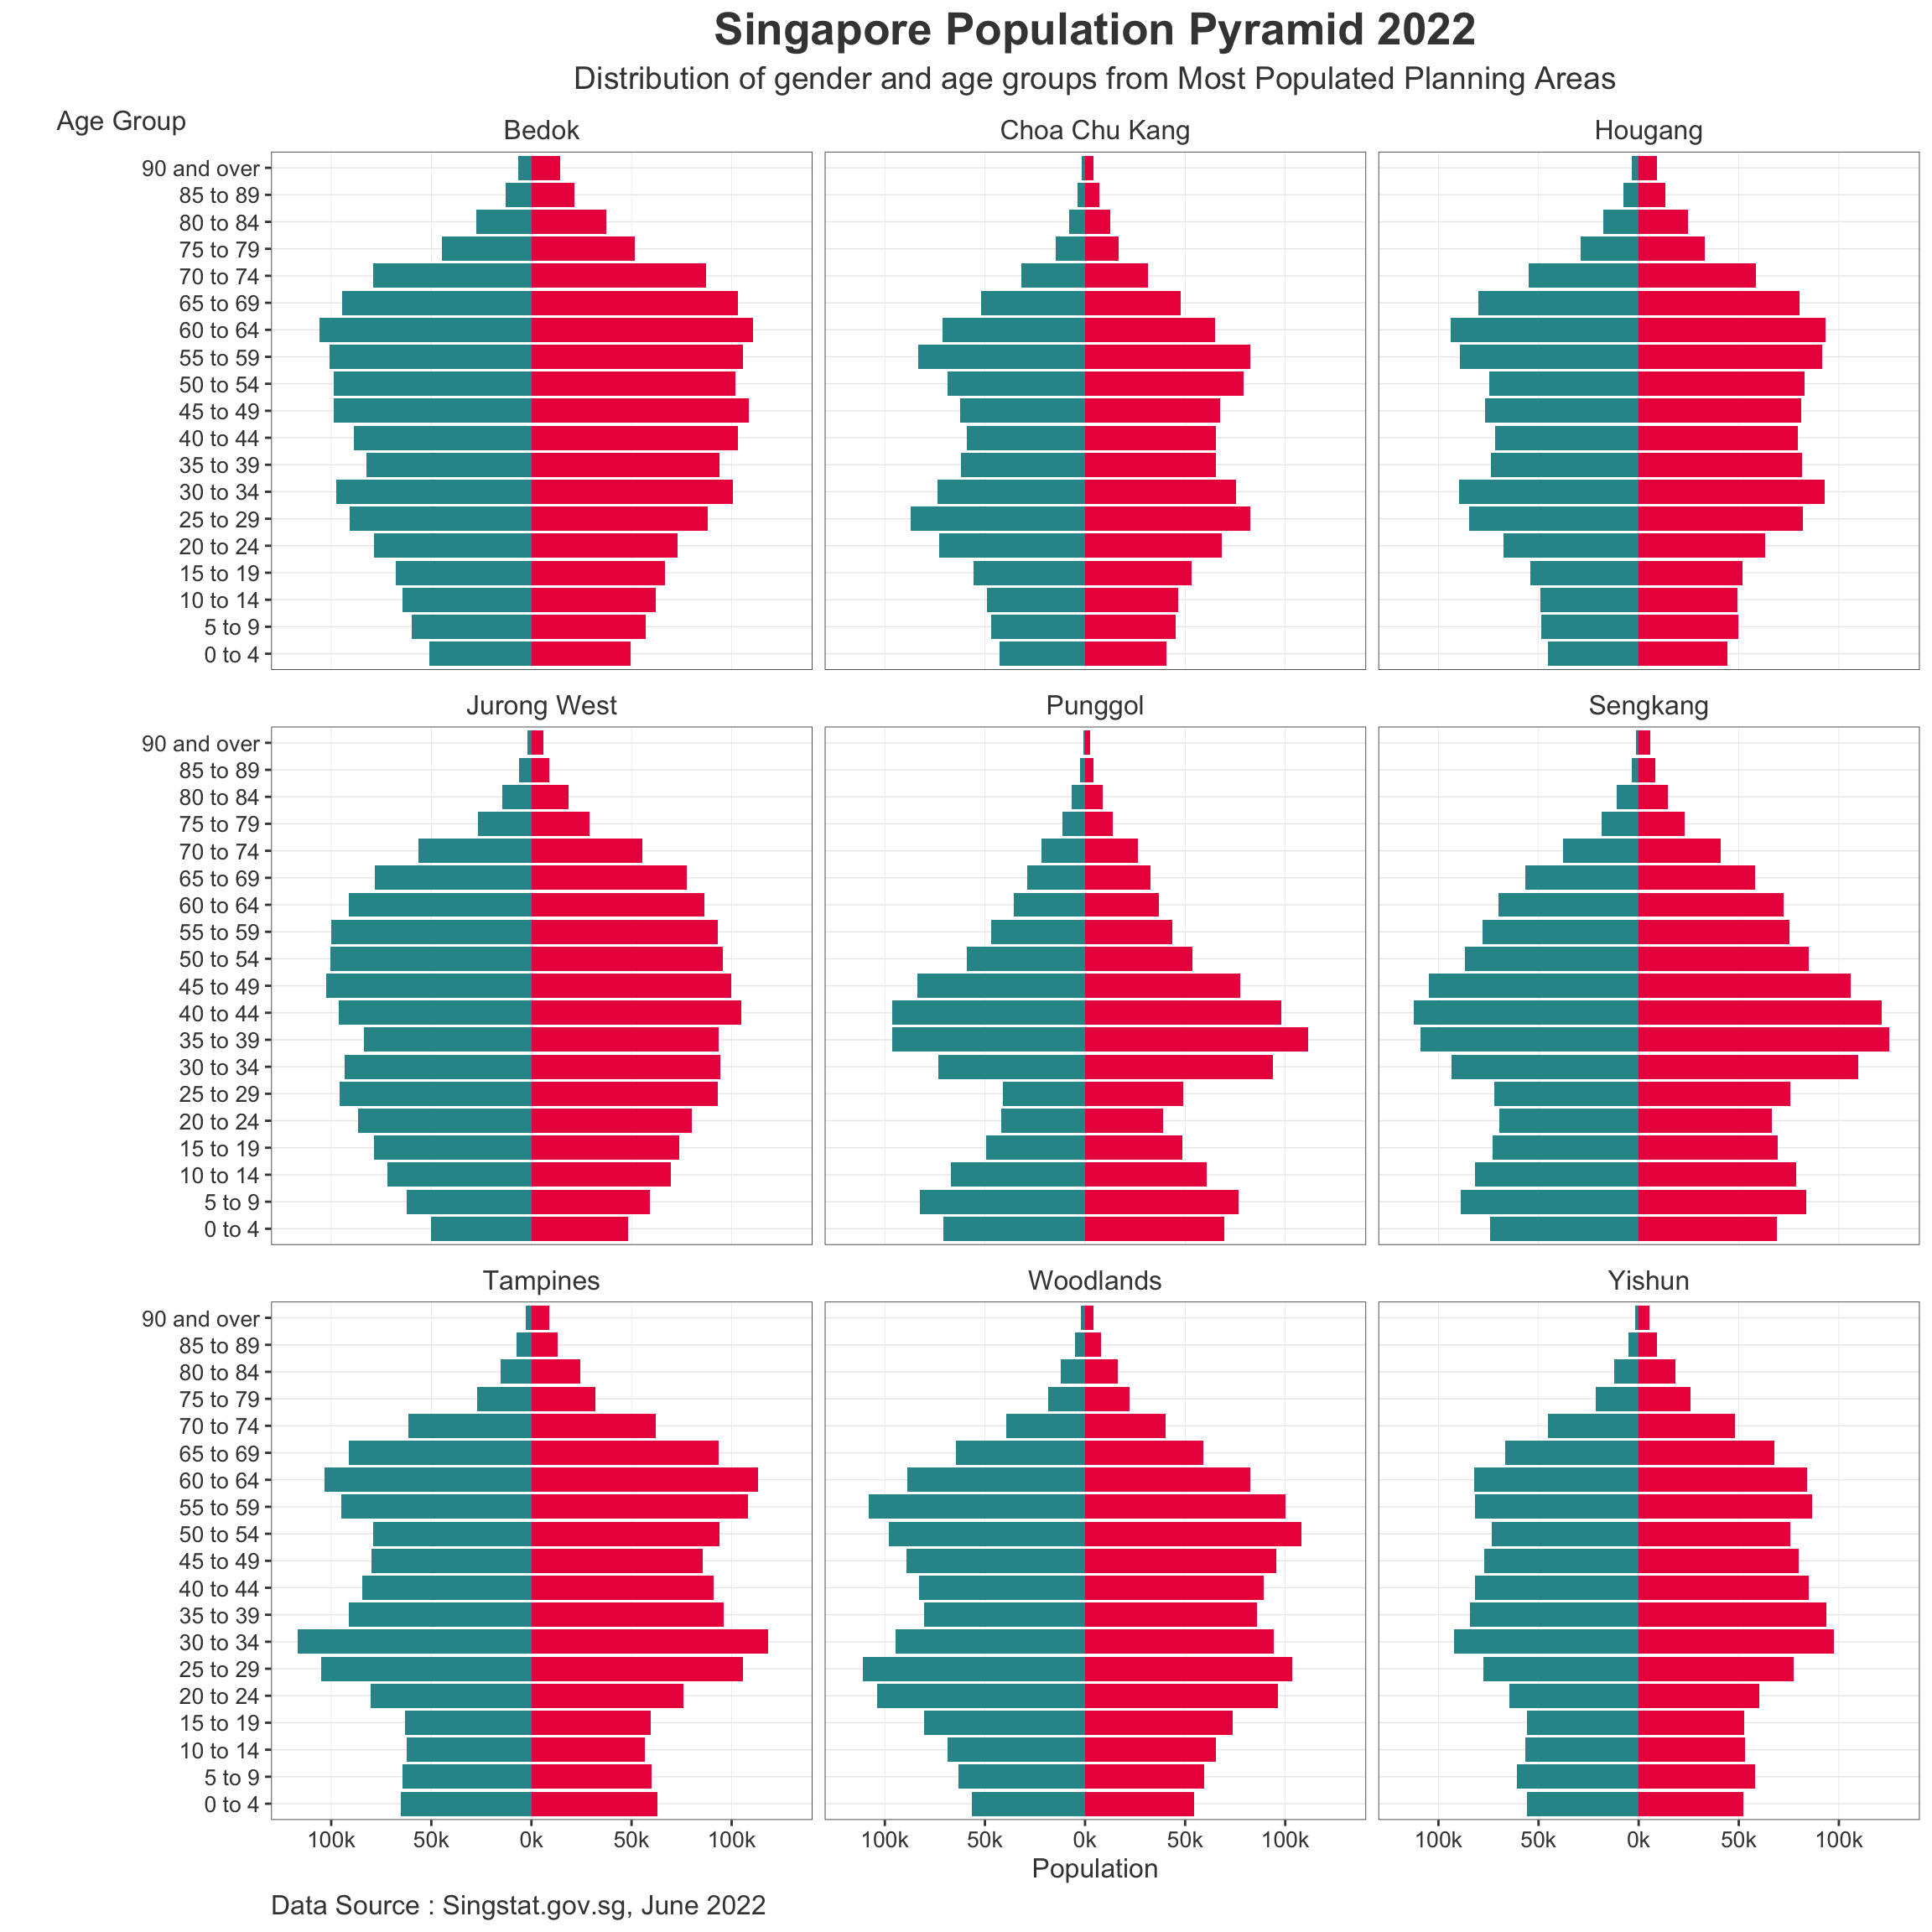 Singapore Population Pyramid 2022
Distribution of gender and age groups from Most Populated Planning Areas
Age Group
Bedok
Choa Chu Kang
Hougang
90 and over
85 to 89
80 to 84
75 to 79
70 to 74
65 to 69
60 to 64
55 to 59
50 to 54
45 to 49
40 to 44
35 to 39
30 to 34
25 to 29
20 to 24
15 to 19
10 to 14
5 to 9
0 to 4
Jurong West
Punggol
Sengkang
90 and over
85 to 89
80 to 84
75 to 79
70 to 74
65 to 69
60 to 64
55 to 59
50 to 54
45 to 49
40 to 44
35 to 39
30 to 34
25 to 29
20 to 24
15 to 19
10 to 14
5 to 9
0 to 4
Tampines
Woodlands
Yishun
90 and over
85 to 89
80 to 84
75 to 79
70 to 74
65 to 69
60 to 64
55 to 59
50 to 54
45 to 49
40 to 44
35 to 39
30 to 34
25 to 29
20 to 24
15 to 19
10 to 14
5 to 9
0 to 4
100k 50k 0k 50k 100k
100k 50k 0k 50k 100k
100k 50k 0k 50k 100k
Population
Data Source : Singstat.gov.sg, June 2022